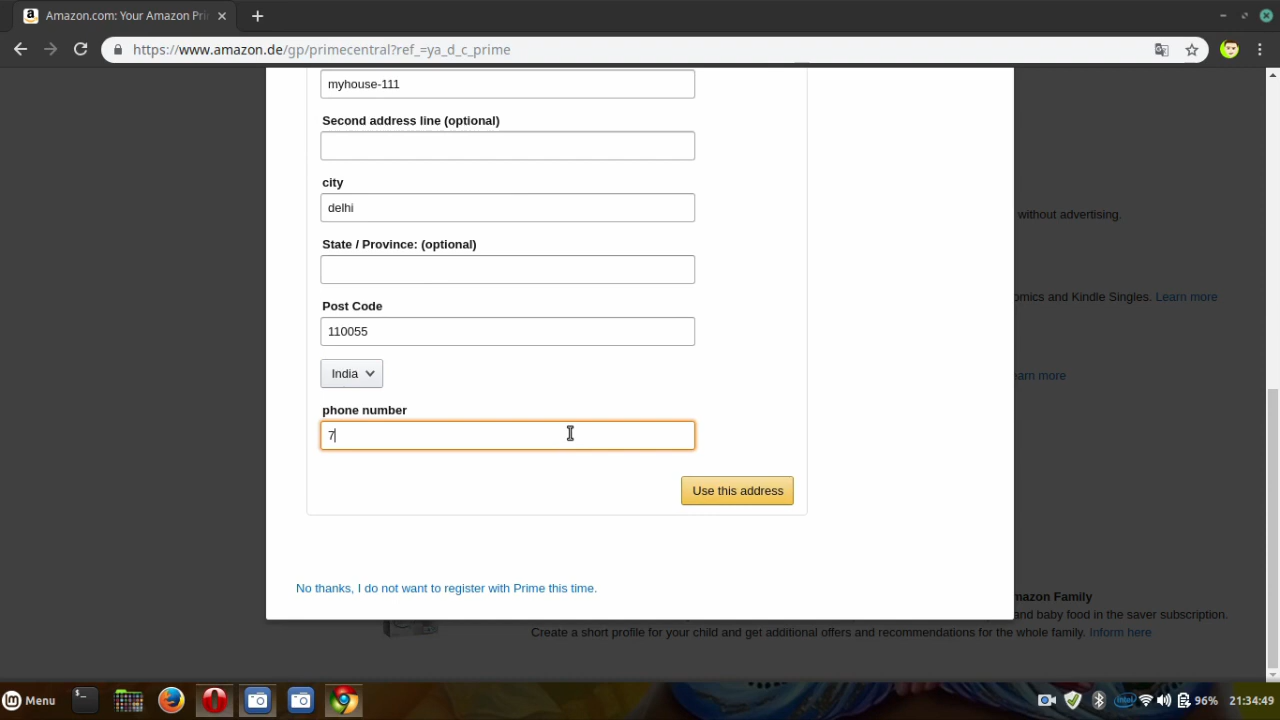 Amazon.com: Your Amazon Pri
https://www.amazon.de/gp/primecentral?ref_=ya_d_c_prime
myhouse-111
Second address line (optional)
city
delhi
without advertising.
State / Province: (optional)
omics and Kindle Singles. Learn more
Post Code
110055
India
arn more
phone number
7
Use this address
No thanks, I do not want to register with Prime this time.
mazon Family
and baby food in the saver subscription.
Create a short profile for your child and get additional offers and recommendations for the whole family. Inform here
Menu
96%
21:34:49